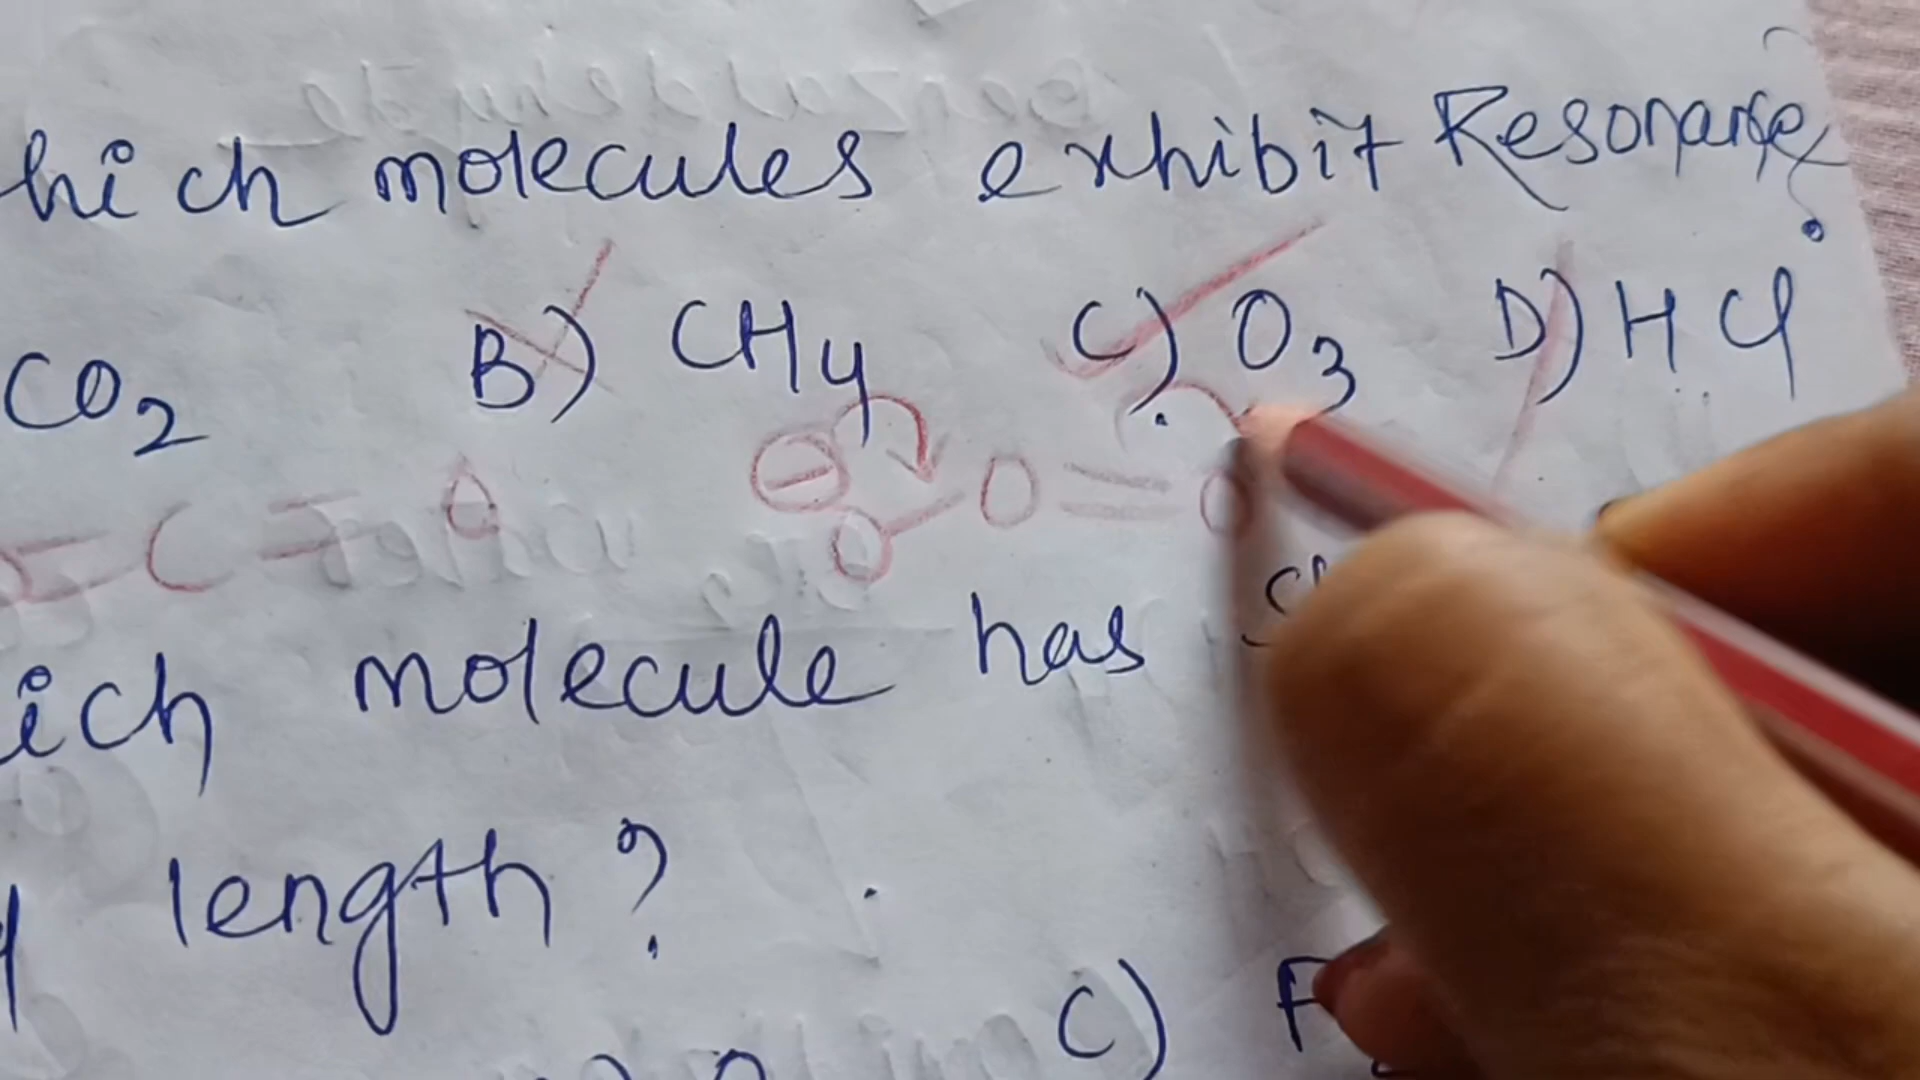 hich molecules exhibit Resonance?
CO2 B) CH4 C) O3 D) HCl
= C = O ⊖ O - O = O
ich molecule has
length?
C) F